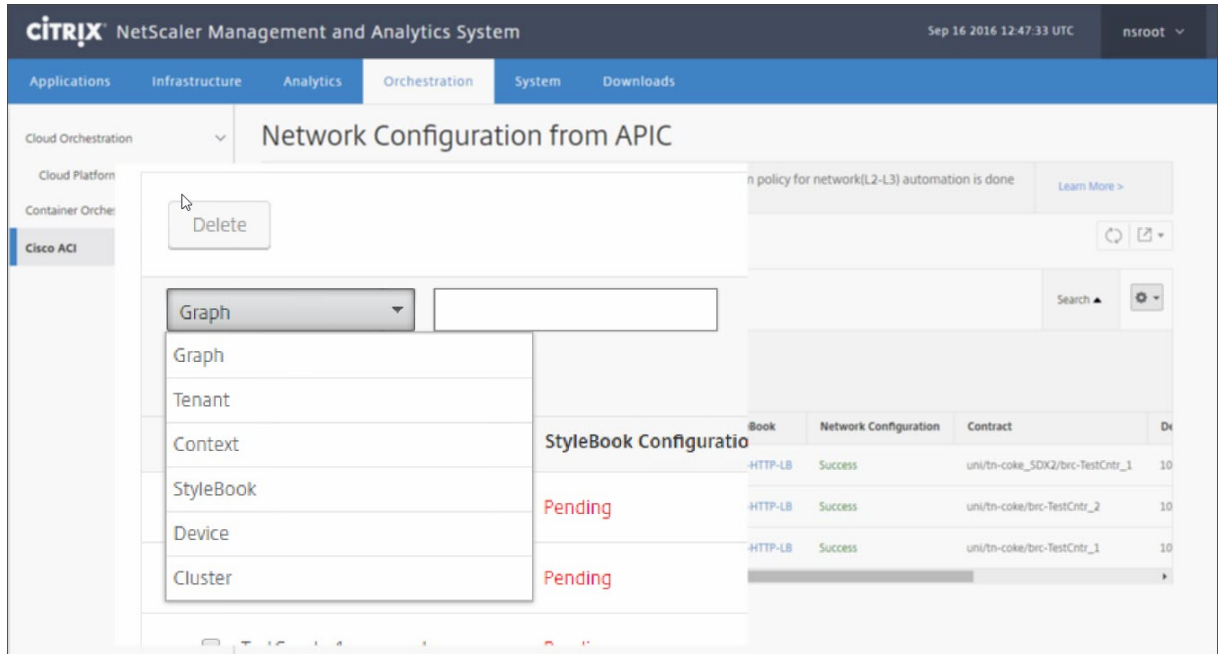 CİTRIX NetScaler Management and Analytics System
Sep 16 2016 12:47:33 UTC
nsroot
Applications Infrastructure Analytics Orchestration System Downloads
Cloud Orchestration
Cloud Platform
Container Orche
Cisco ACI
Network Configuration from APIC
n policy for network(L2-L3) automation is done
Learn More >
Delete
Search
Graph
Graph
Tenant
Context
StyleBook
Device
Cluster
StyleBook Configuratio
Book Network Configuration Contract De
Pending
-HTTP-LB Success uni/tn-coke_SDX2/brc-TestCntr_1 10
-HTTP-LB Success uni/tn-coke/brc-TestCntr_2 10
Pending
-HTTP-LB Success uni/tn-coke/brc-TestCntr_1 10